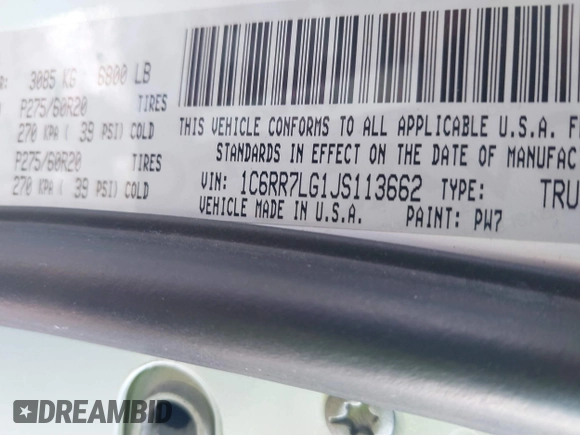 3085 KG 6800 LB
P275/60R20 TIRES
270 KPA ( 39 PSI) COLD
P275/60R20 TIRES
270 KPA ( 39 PSI) COLD
THIS VEHICLE CONFORMS TO ALL APPLICABLE U.S.A. F
STANDARDS IN EFFECT ON THE DATE OF MANUFAC
VIN: 1C6RR7LG1JS113662 TYPE: TRU
VEHICLE MADE IN U.S.A. PAINT: PW7
DREAMBID